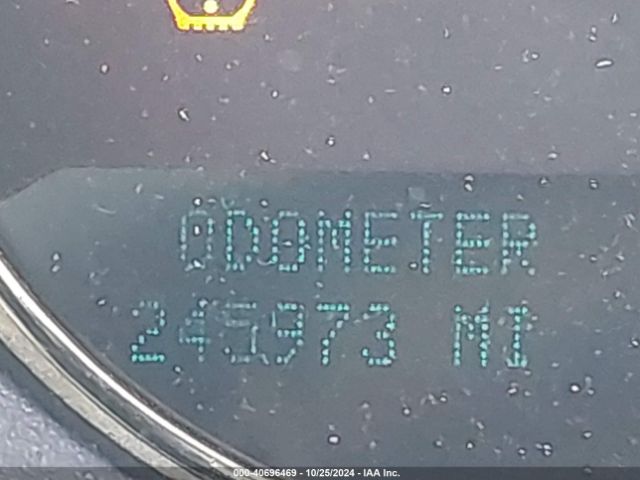 ODOMETER
245973 MI
000-40696469 - 10/25/2024 - IAA Inc.